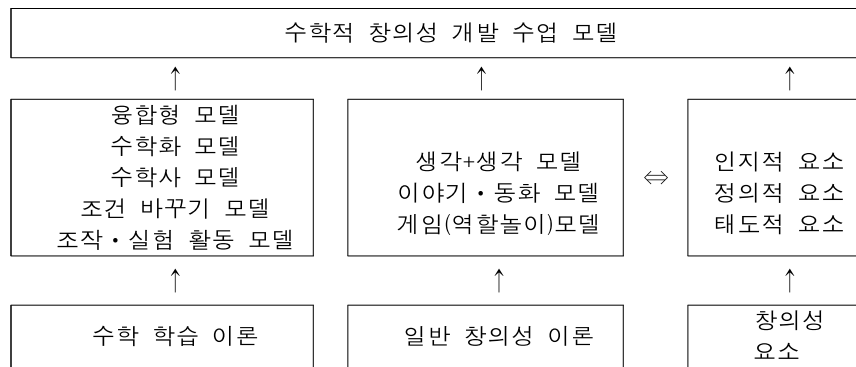 수학적 창의성 개발 수업 모델
↑ ↑ ↑
융합형 모델
수학화 모델
수학사 모델
조건 바꾸기 모델
조작・실험 활동 모델
생각+생각 모델
이야기・동화 모델
게임(역할놀이)모델
⇔
인지적 요소
정의적 요소
태도적 요소
↑ ↑ ↑
수학 학습 이론
일반 창의성 이론
창의성
요소